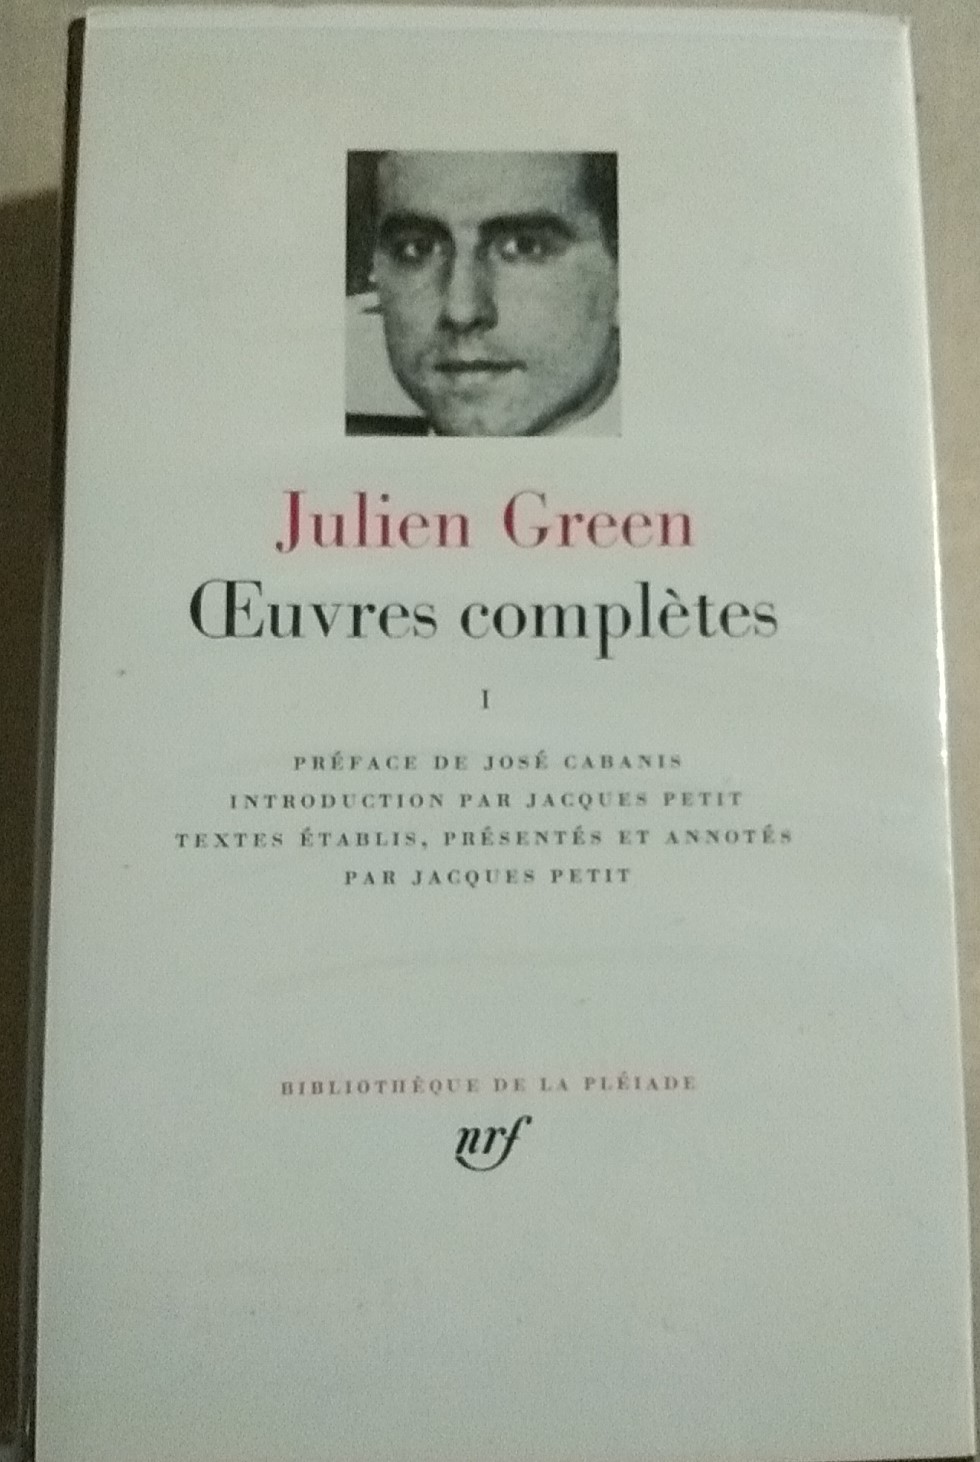 Julien Green
Œuvres complètes
I
PRÉFACE DE JOSÉ CABANIS
INTRODUCTION PAR JACQUES PETIT
TEXTES ÉTABLIS, PRÉSENTÉS ET ANNOTÉS
PAR JACQUES PETIT
BIBLIOTHÈQUE DE LA PLÉIADE
nrf